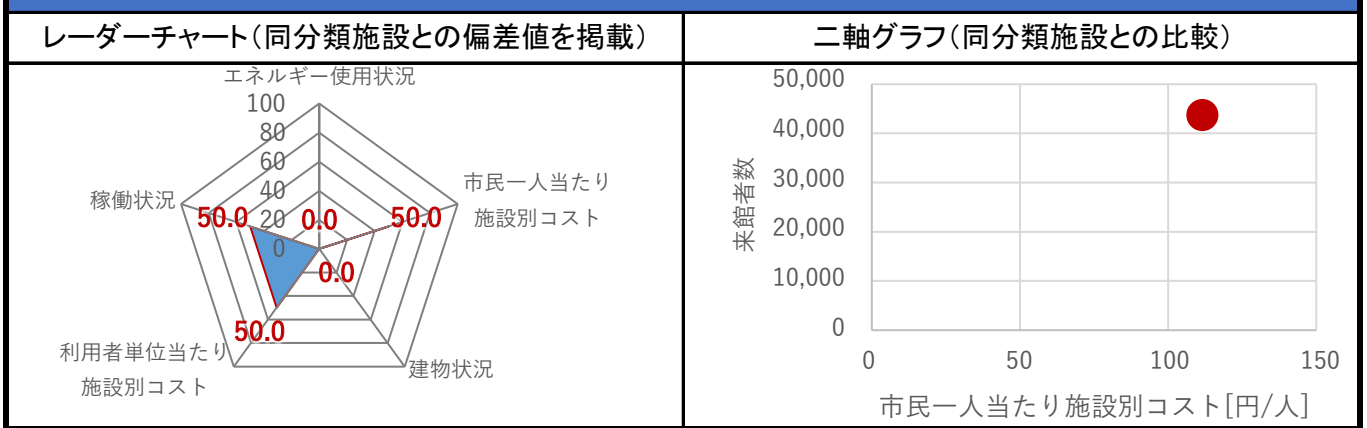 レーダーチャート（同分類施設との偏差値を掲載）
エネルギー使用状況
100
80
60
40
20
0
市民一人当たり
施設別コスト
稼働状況
50.0
0.0
50.0
0.0
50.0
利用者単位当たり
施設別コスト
建物状況
二軸グラフ（同分類施設との比較）
50,000
40,000
30,000
20,000
10,000
0
来館者数
0 50 100 150
市民一人当たり施設別コスト[円/人]